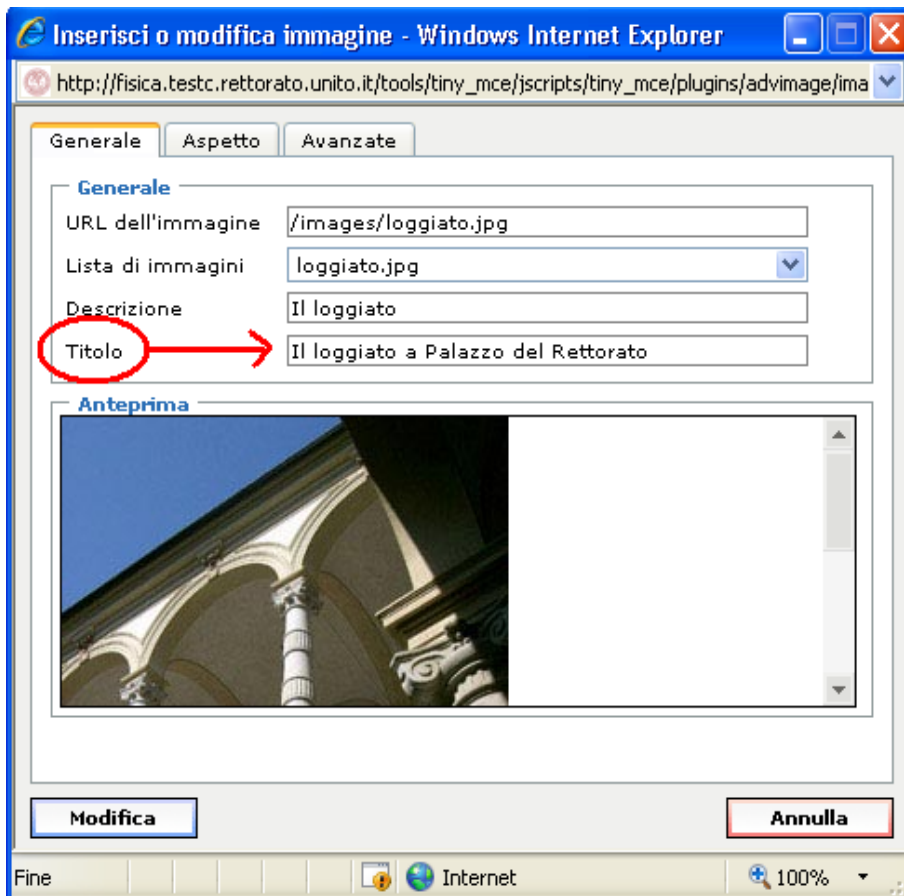 Inserisci o modifica immagine - Windows Internet Explorer
http://fisica.testc.rettorato.unito.it/tools/tiny_mce/jscripts/tiny_mce/plugins/advimage/ima
Generale Aspetto Avanzate
Generale
URL dell'immagine /images/loggiato.jpg
Lista di immagini loggiato.jpg
Descrizione Il loggiato
Titolo Il loggiato a Palazzo del Rettorato
Anteprima
Modifica Annulla
Fine Internet 100%